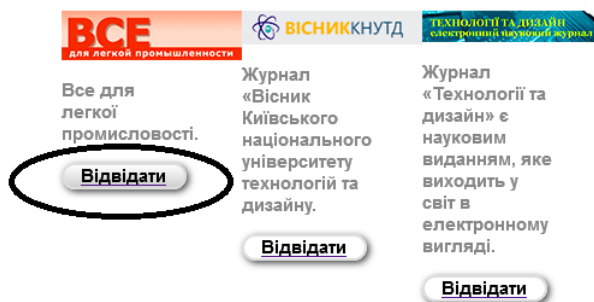 ВСЕ
для легкой промышленности
Все для
легкої
промисловості.
Відвідати
ВІСНИККНУТД
Журнал
«Вісник
Київського
національного
університету
технологій та
дизайну.
Відвідати
ТЕХНОЛОГІЇ ТА ДИЗАЙН
електронний науковий журнал
Журнал
«Технології та
дизайн» є
науковим
виданням, яке
виходить у
світ в
електронному
вигляді.
Відвідати